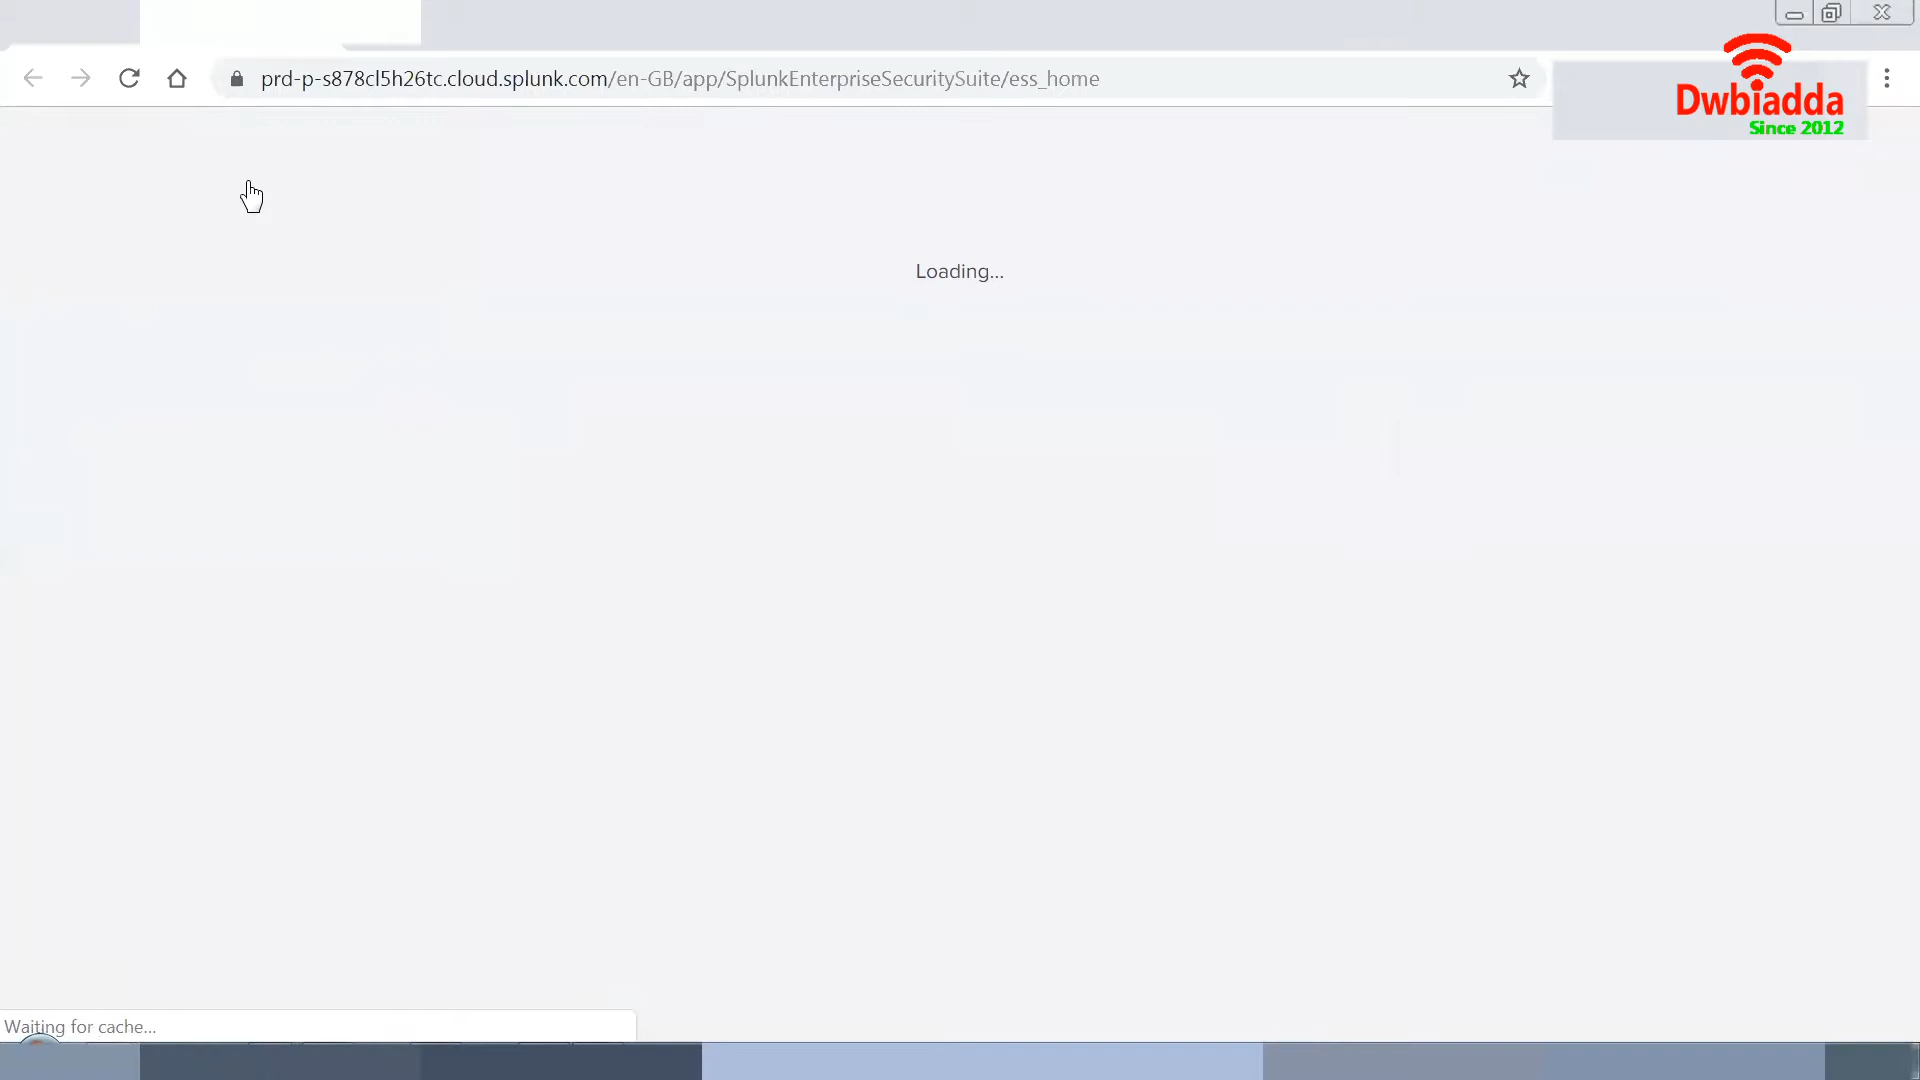 prd-p-s878cl5h26tc.cloud.splunk.com/en-GB/app/SplunkEnterpriseSecuritySuite/ess_home
Dwbiadda
Since 2012
Loading...
Waiting for cache...